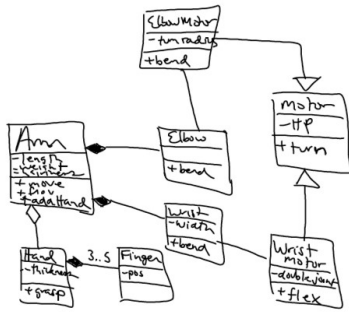 ElbowMotor
-turnradius
+bend
motor
-HP
+turn
Arm
-length
-weight
+move
+addHand
Elbow
+bend
Wrist
-width
+bend
Wrist
Motor
-doublejoint
+flex
Hand
-thickness
+grasp
3..5
Finger
-pos